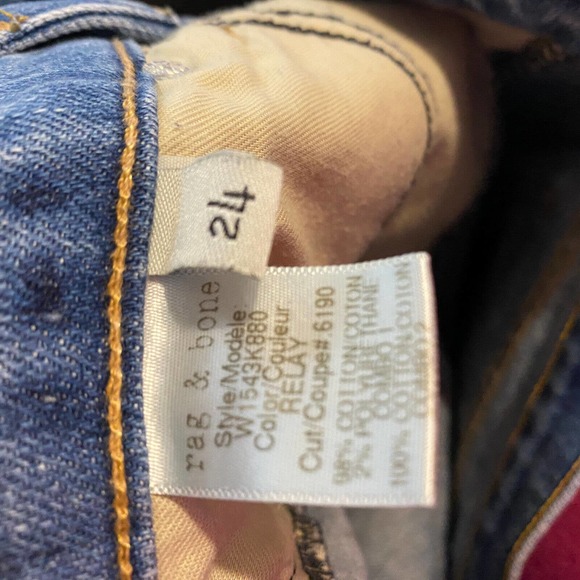 24
rag & bone
Style/Modele:
W1543K880
Color/Couleur:
RELAY
Cut/Coupe# 6190
98% COTTON COTON
2% POLYURETHANE
COMBO 1
100% COTTON COTON